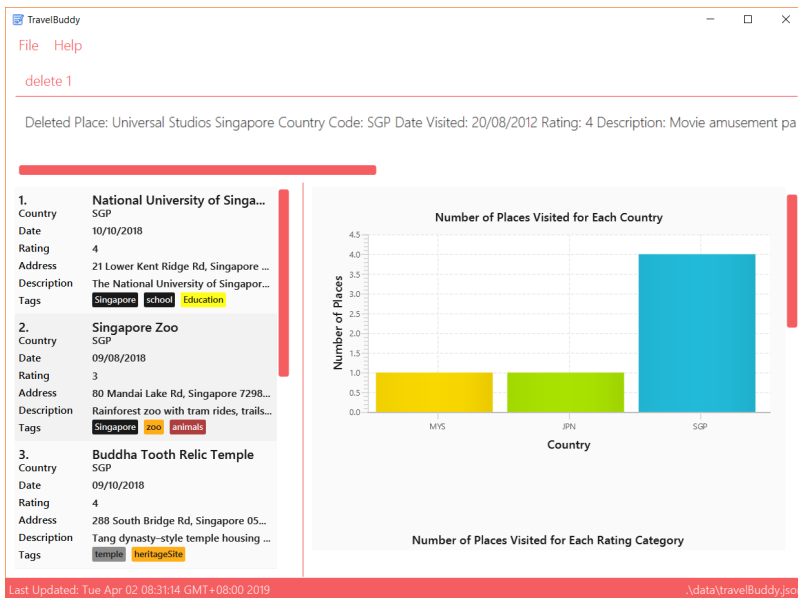 TravelBuddy
File Help
delete 1
Deleted Place: Universal Studios Singapore Country Code: SGP Date Visited: 20/08/2012 Rating: 4 Description: Movie amusement pa
1. National University of Singa...
Country SGP
Date 10/10/2018
Rating 4
Address 21 Lower Kent Ridge Rd, Singapore ...
Description The National University of Singapor...
Tags Singapore school Education
2. Singapore Zoo
Country SGP
Date 09/08/2018
Rating 3
Address 80 Mandai Lake Rd, Singapore 7298...
Description Rainforest zoo with tram rides, trails...
Tags Singapore zoo animals
3. Buddha Tooth Relic Temple
Country SGP
Date 09/10/2018
Rating 4
Address 288 South Bridge Rd, Singapore 05...
Description Tang dynasty–style temple housing ...
Tags temple heritageSite
Number of Places Visited for Each Country
Number of Places
4.5
4.0
3.5
3.0
2.5
2.0
1.5
1.0
0.5
0.0
MYS JPN SGP
Country
Number of Places Visited for Each Rating Category
Last Updated: Tue Apr 02 08:31:14 GMT+08:00 2019 .\data\travelBuddy.jso